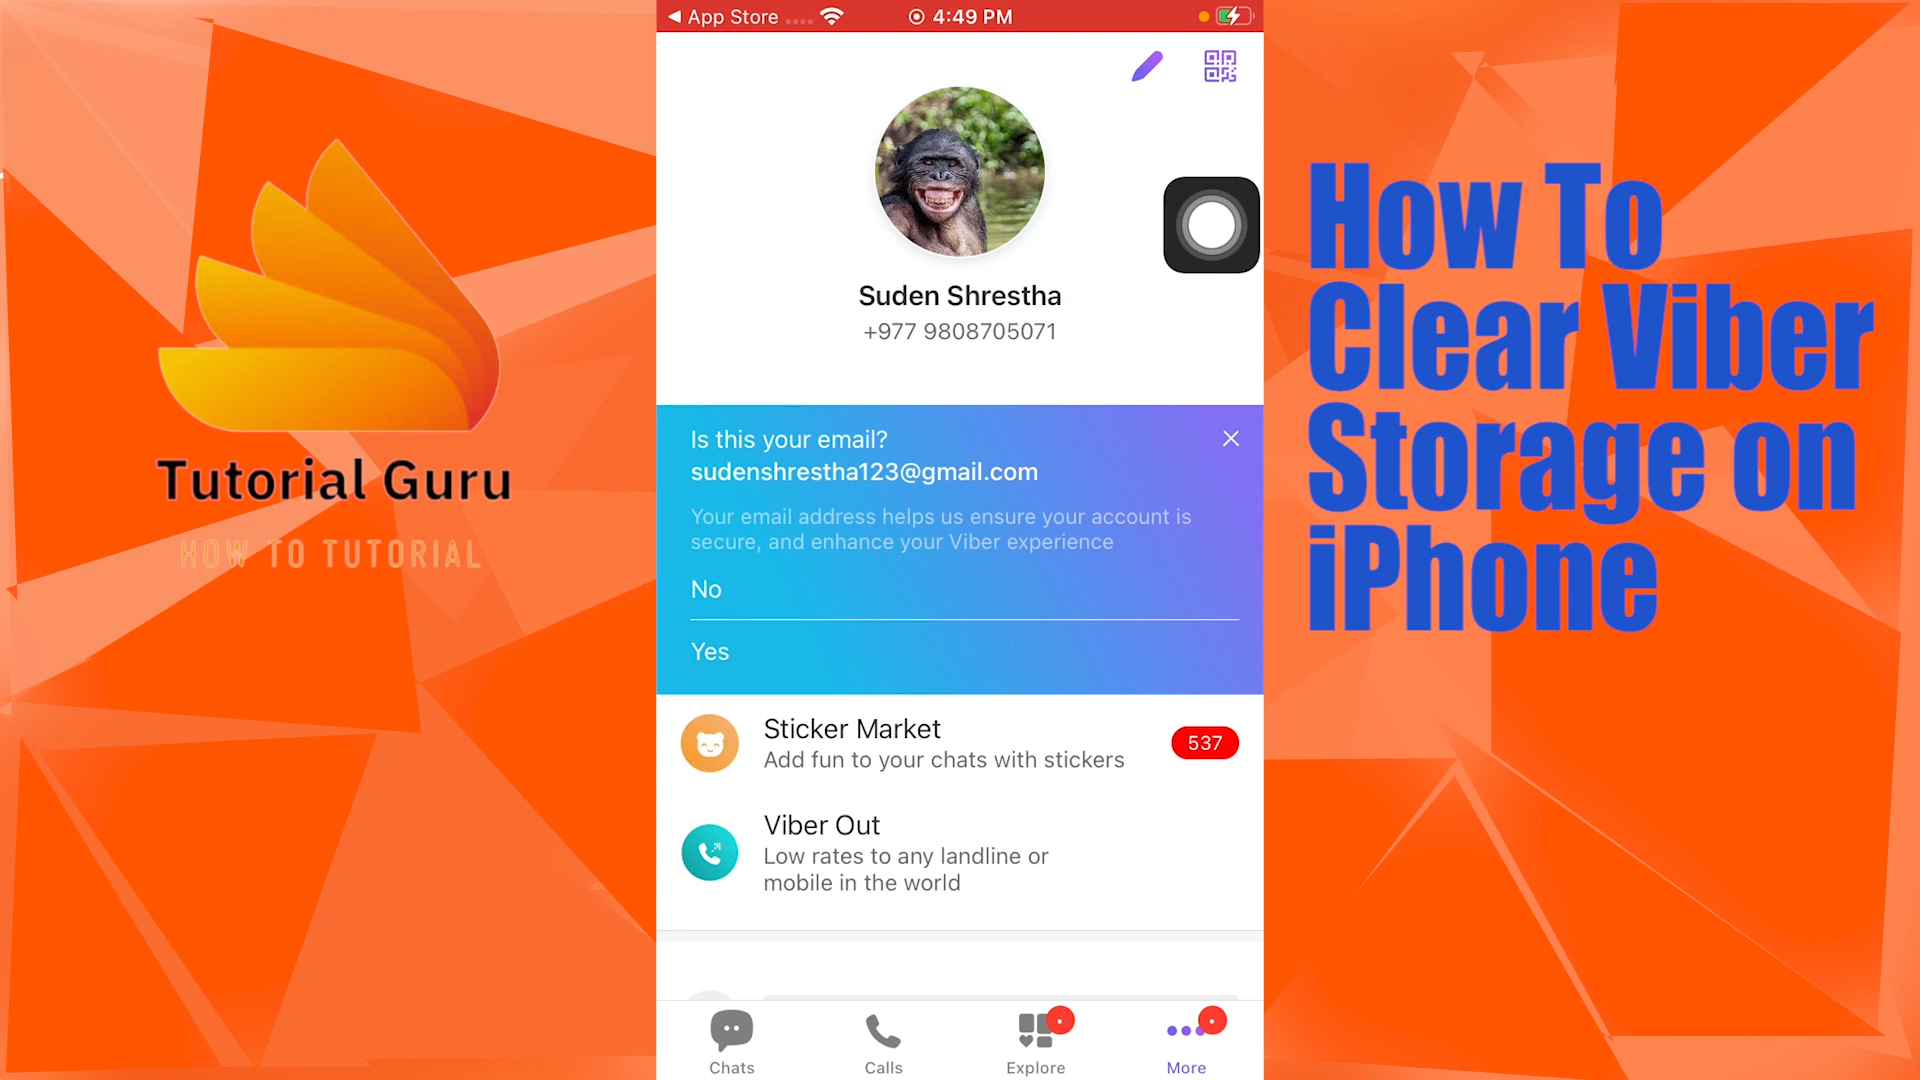 App Store
4:49 PM
Suden Shrestha
+977 9808705071
Is this your email?
sudenshrestha123@gmail.com
Your email address helps us ensure your account is
secure, and enhance your Viber experience
No
Yes
Sticker Market
Add fun to your chats with stickers
537
Viber Out
Low rates to any landline or
mobile in the world
Chats
Calls
Explore
More
Tutorial Guru
HOW TO TUTORIAL
How To
Clear Viber
Storage on
iPhone